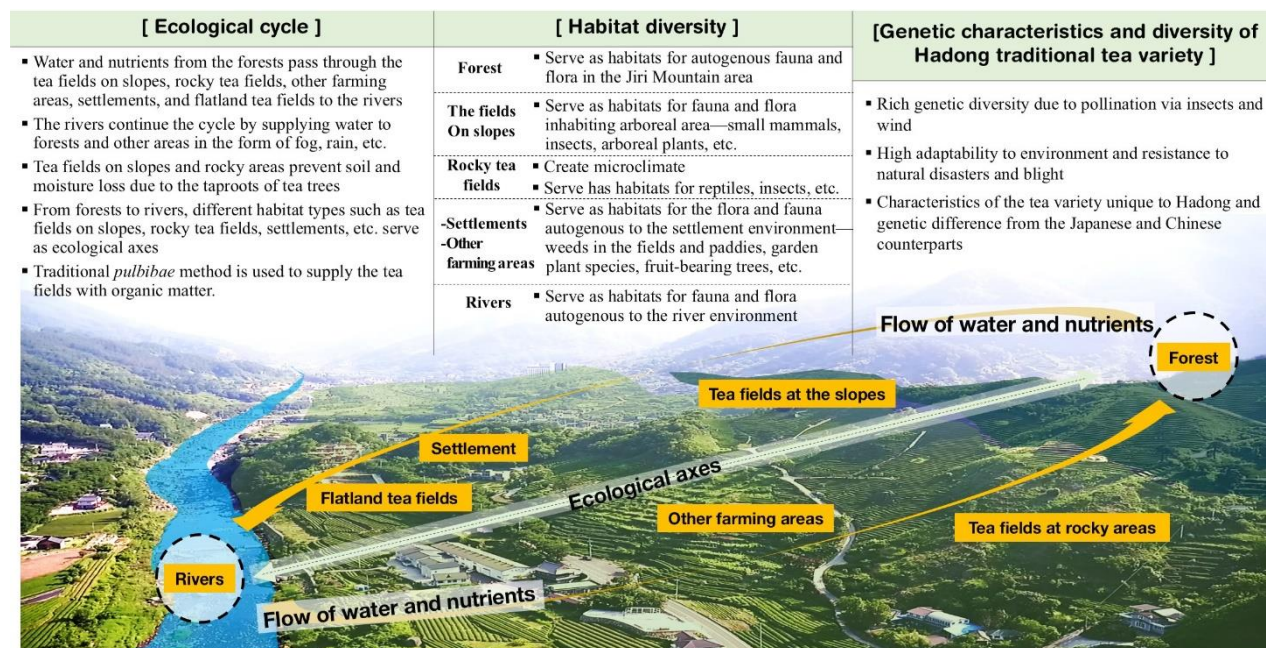 [ Ecological cycle ]
▪ Water and nutrients from the forests pass through the
tea fields on slopes, rocky tea fields, other farming
areas, settlements, and flatland tea fields to the rivers
▪ The rivers continue the cycle by supplying water to
forests and other areas in the form of fog, rain, etc.
▪ Tea fields on slopes and rocky areas prevent soil and
moisture loss due to the taproots of tea trees
▪ From forests to rivers, different habitat types such as tea
fields on slopes, rocky tea fields, settlements, etc. serve
as ecological axes
▪ Traditional pulbibae method is used to supply the tea
fields with organic matter.
[ Habitat diversity ]
Forest
▪ Serve as habitats for autogenous fauna and
flora in the Jiri Mountain area
The fields
On slopes
▪ Serve as habitats for fauna and flora
inhabiting arboreal area—small mammals,
insects, arboreal plants, etc.
Rocky tea
fields
▪ Create microclimate
▪ Serve has habitats for reptiles, insects, etc.
-Settlements
-Other
farming areas
▪ Serve as habitats for the flora and fauna
autogenous to the settlement environment—
weeds in the fields and paddies, garden
plant species, fruit-bearing trees, etc.
Rivers
▪ Serve as habitats for fauna and flora
autogenous to the river environment
[Genetic characteristics and diversity of
Hadong traditional tea variety ]
▪ Rich genetic diversity due to pollination via insects and
wind
▪ High adaptability to environment and resistance to
natural disasters and blight
▪ Characteristics of the tea variety unique to Hadong and
genetic difference from the Japanese and Chinese
counterparts
Flow of water and nutrients
Forest
Tea fields at the slopes
Settlement
Ecological axes
Flatland tea fields
Other farming areas
Tea fields at rocky areas
Rivers
Flow of water and nutrients